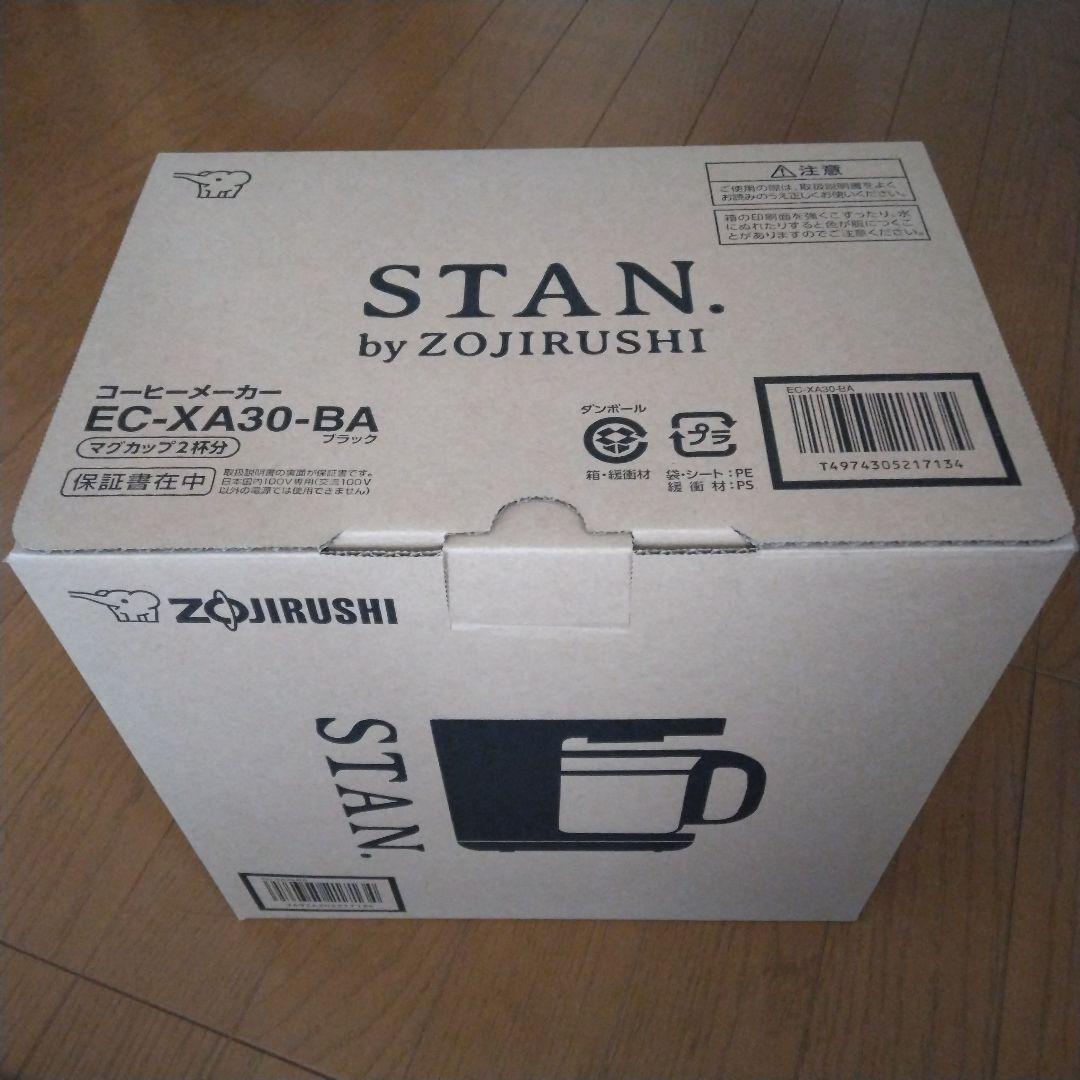 ⚠注意
ご使用の際は、取扱説明書をよく
お読みのうえ正しくお使いください。
箱の印刷面を強くこすったり、水
にぬれたりすると色が服につくこ
とがありますのでご注意ください。
STAN.
by ZOJIRUSHI
コーヒーメーカー
EC-XA30-BA
ブラック
マグカップ2杯分
保証書在中
取扱説明書の裏面が保証書です。
日本国内100V専用(交流100V
以外の電源では使用できません)
ダンボール
箱・緩衝材
プラ
袋・シート:PE
緩衝材:PS
EC-XA30-BA
T4974305217134
ZOJIRUSHI
STAN.